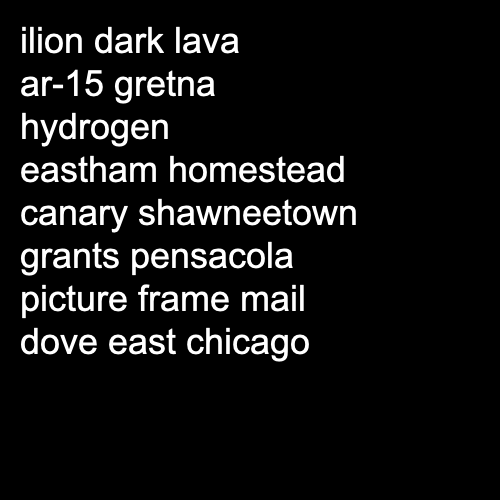 ilion dark lava
ar-15 gretna
hydrogen
eastham homestead
canary shawneetown
grants pensacola
picture frame mail
dove east chicago